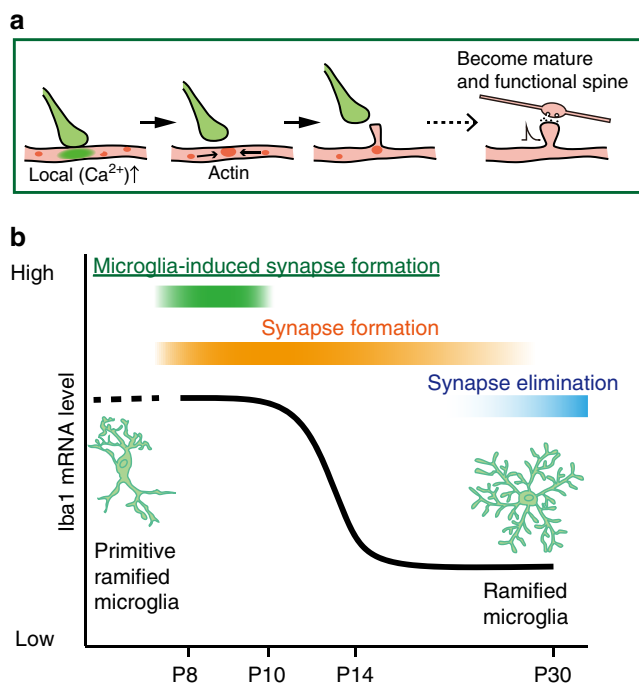 a
Become mature
and functional spine
Local (Ca²⁺)↑
Actin
b
High
Microglia-induced synapse formation
Synapse formation
Synapse elimination
Iba1 mRNA level
Primitive
ramified
microglia
Ramified
microglia
Low
P8
P10
P14
P30